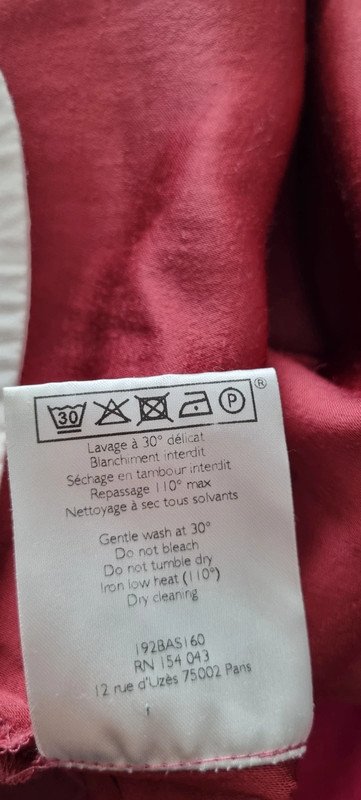 30 P ®
Lavage à 30° délicat
Blanchiment interdit
Séchage en tambour interdit
Repassage 110° max
Nettoyage à sec tous solvants
Gentle wash at 30°
Do not bleach
Do not tumble dry
Iron low heat (110°)
Dry cleaning
192BAS160
RN 154 043
12 rue d'Uzès 75002 Paris